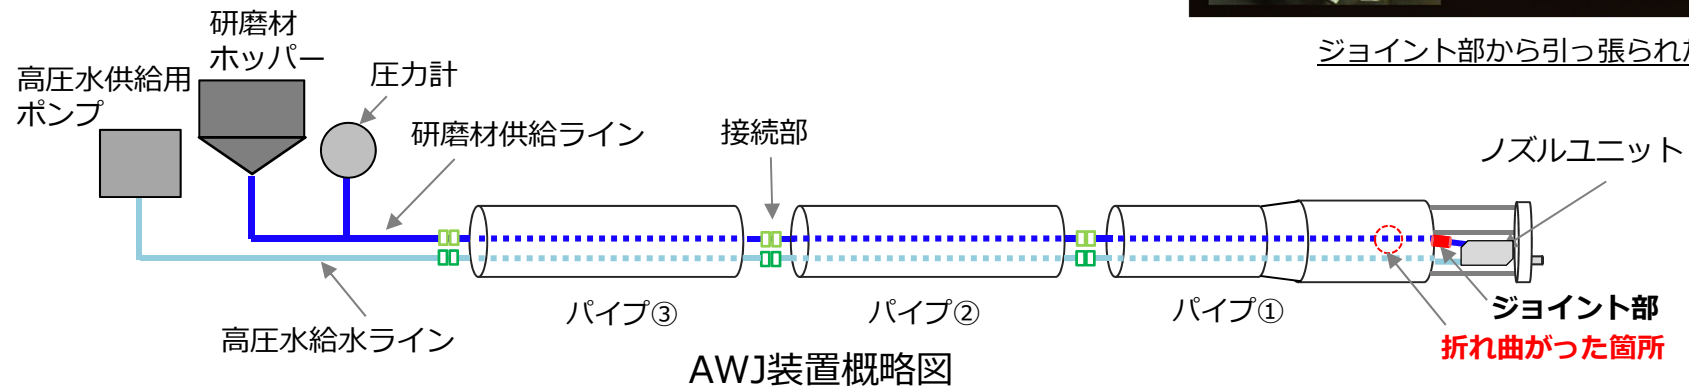 ジョイント部から引っ張られ
研磨材
ホッパー
高圧水供給用
ポンプ
圧力計
研磨材供給ライン
接続部
ノズルユニット
パイプ③
パイプ②
パイプ①
ジョイント部
折れ曲がった箇所
高圧水給水ライン
AWJ装置概略図